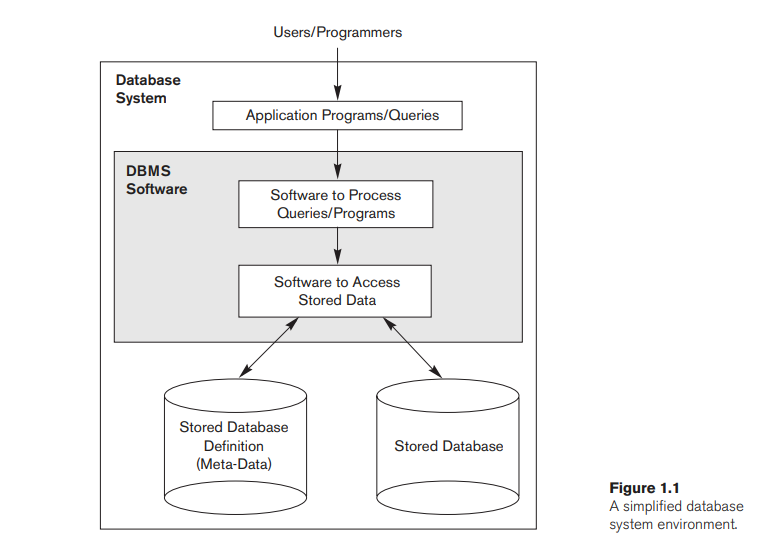 Users/Programmers
Database
System
Application Programs/Queries
DBMS
Software
Software to Process
Queries/Programs
Software to Access
Stored Data
Stored Database
Definition
(Meta-Data)
Stored Database
Figure 1.1
A simplified database
system environment.